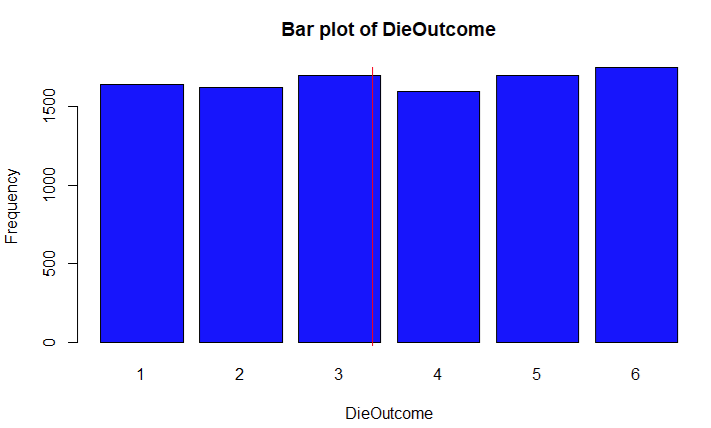 Bar plot of DieOutcome
Frequency
1500
1000
500
0
1 2 3 4 5 6
DieOutcome